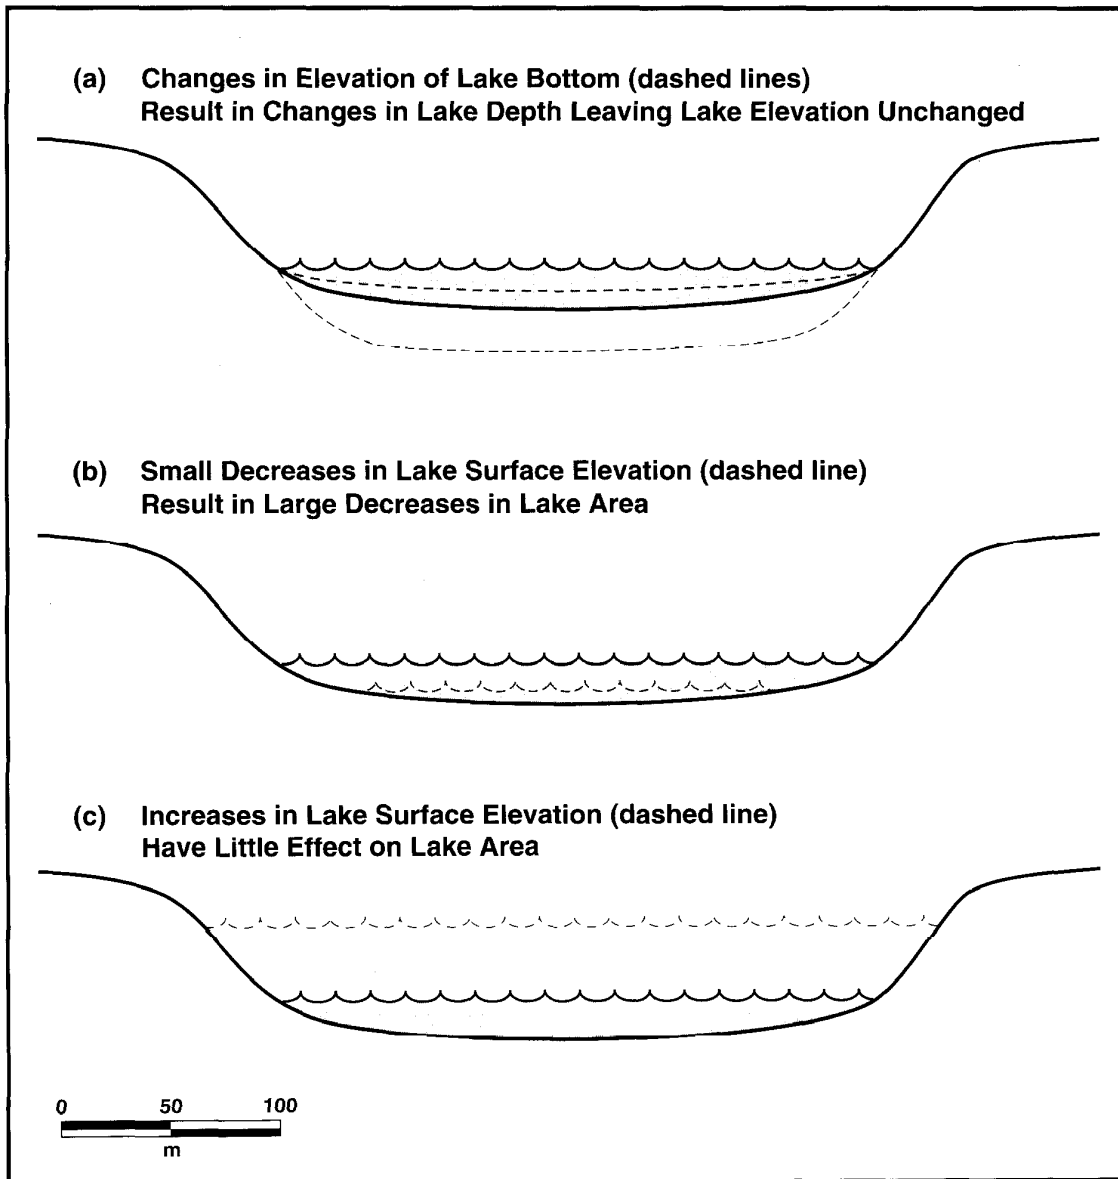 (a) Changes in Elevation of Lake Bottom (dashed lines)
Result in Changes in Lake Depth Leaving Lake Elevation Unchanged
(b) Small Decreases in Lake Surface Elevation (dashed line)
Result in Large Decreases in Lake Area
(c) Increases in Lake Surface Elevation (dashed line)
Have Little Effect on Lake Area
0 50 100
m